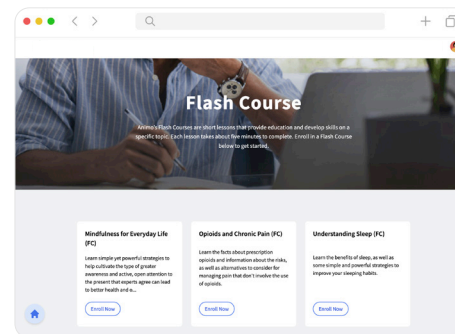 Flash Course
Animo's Flash Courses are short lessons that provide education and develop skills on a
specific topic. Each lesson takes about five minutes to complete. Enroll in a Flash Course
below to get started.
Mindfulness for Everyday Life
(FC)
Learn simple yet powerful strategies to
help cultivate the type of greater
awareness and active, open attention to
the present that experts agree can lead
to better health and e...
Enroll Now
Opioids and Chronic Pain (FC)
Learn the facts about prescription
opioids and information about the risks,
as well as alternatives to consider for
managing pain that don't involve the use
of opioids.
Enroll Now
Understanding Sleep (FC)
Learn the benefits of sleep, as well as
some simple and powerful strategies to
improve your sleeping habits.
Enroll Now